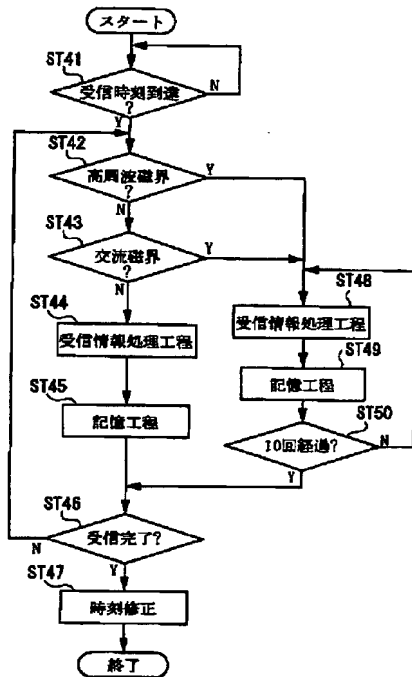 スタート
ST41
受信時刻到達
?
N
Y
ST42
高周波磁界
?
Y
N
ST43
交流磁界
?
Y
N
ST44
受信情報処理工程
ST48
受信情報処理工程
ST45
記憶工程
ST49
記憶工程
ST50
10回経過?
N
Y
ST46
受信完了?
N
Y
ST47
時刻修正
終了